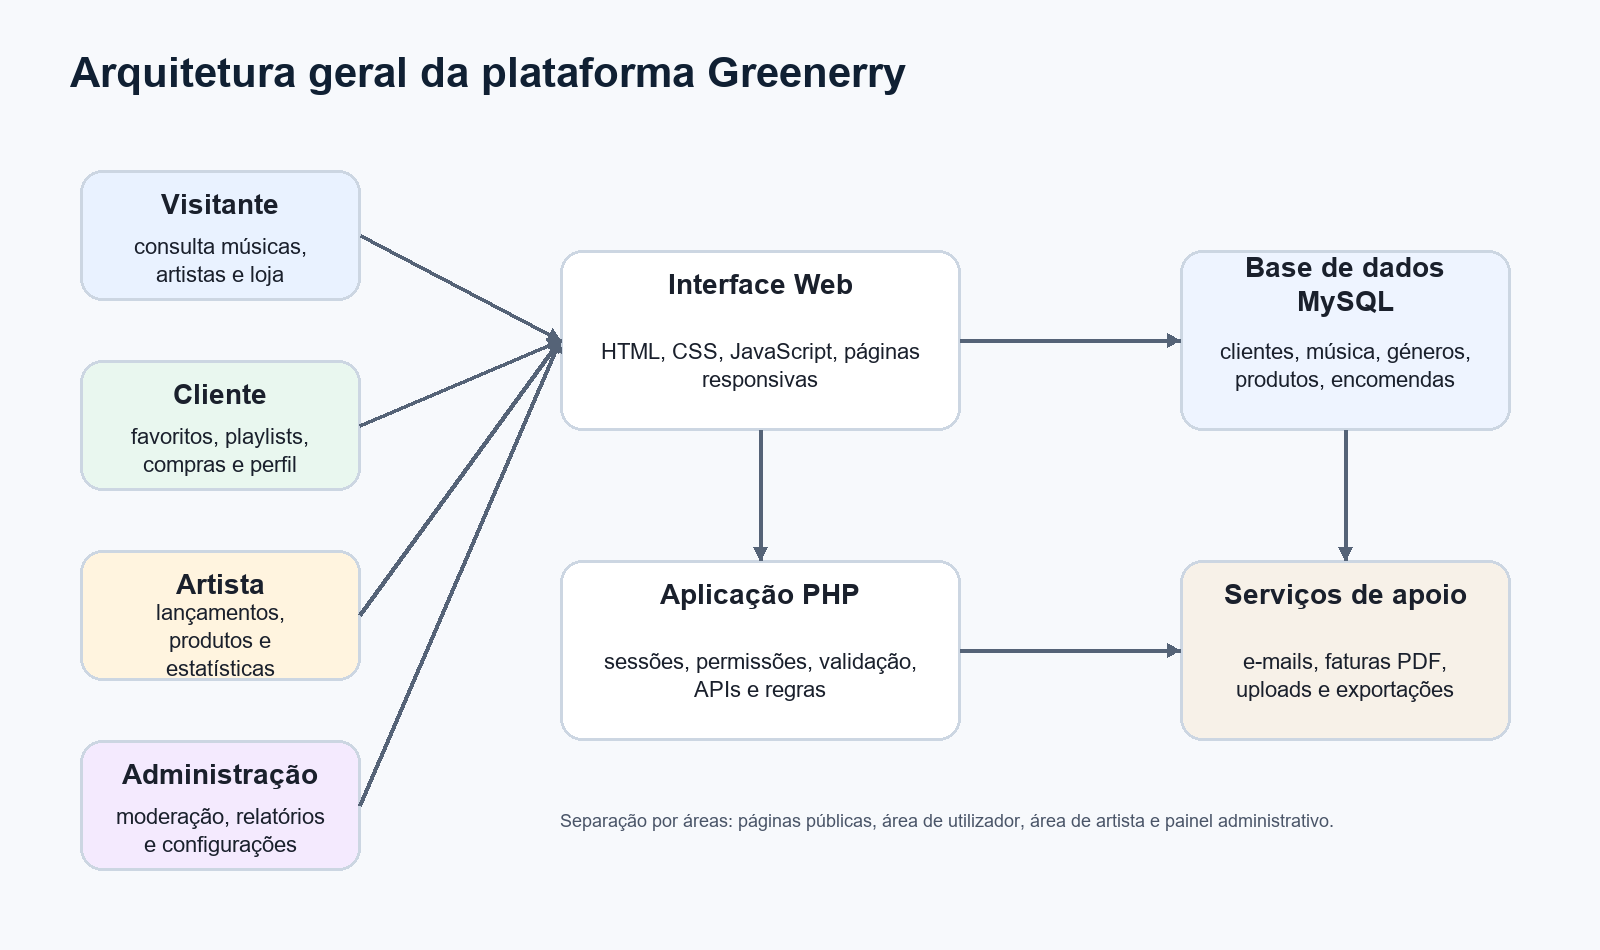 Arquitetura geral da plataforma Greenerry
Visitante
consulta músicas,
artistas e loja
Cliente
favoritos, playlists,
compras e perfil
Artista
lançamentos,
produtos e
estatísticas
Administração
moderação, relatórios
e configurações
Interface Web
HTML, CSS, JavaScript, páginas
responsivas
Base de dados
MySQL
clientes, música, géneros,
produtos, encomendas
Aplicação PHP
sessões, permissões, validação,
APIs e regras
Serviços de apoio
e-mails, faturas PDF,
uploads e exportações
Separação por áreas: páginas públicas, área de utilizador, área de artista e painel administrativo.